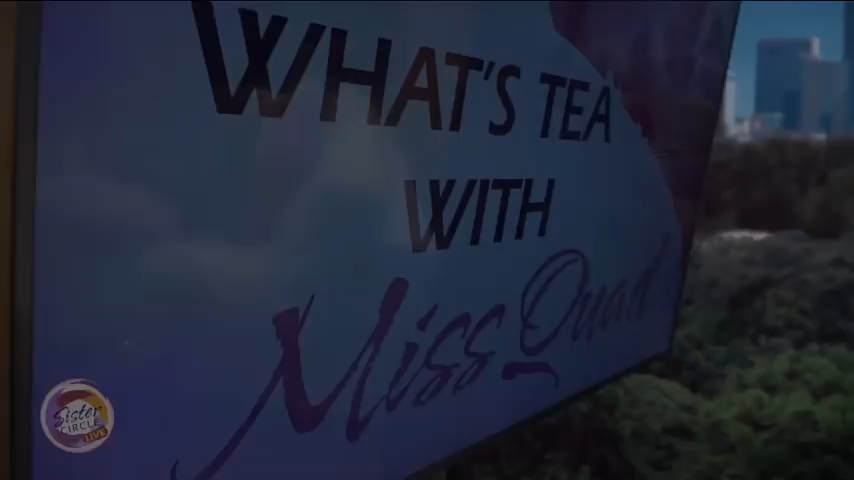 WHAT'S TEA
WITH
Miss Quad
Sister
CIRCLE
LIVE